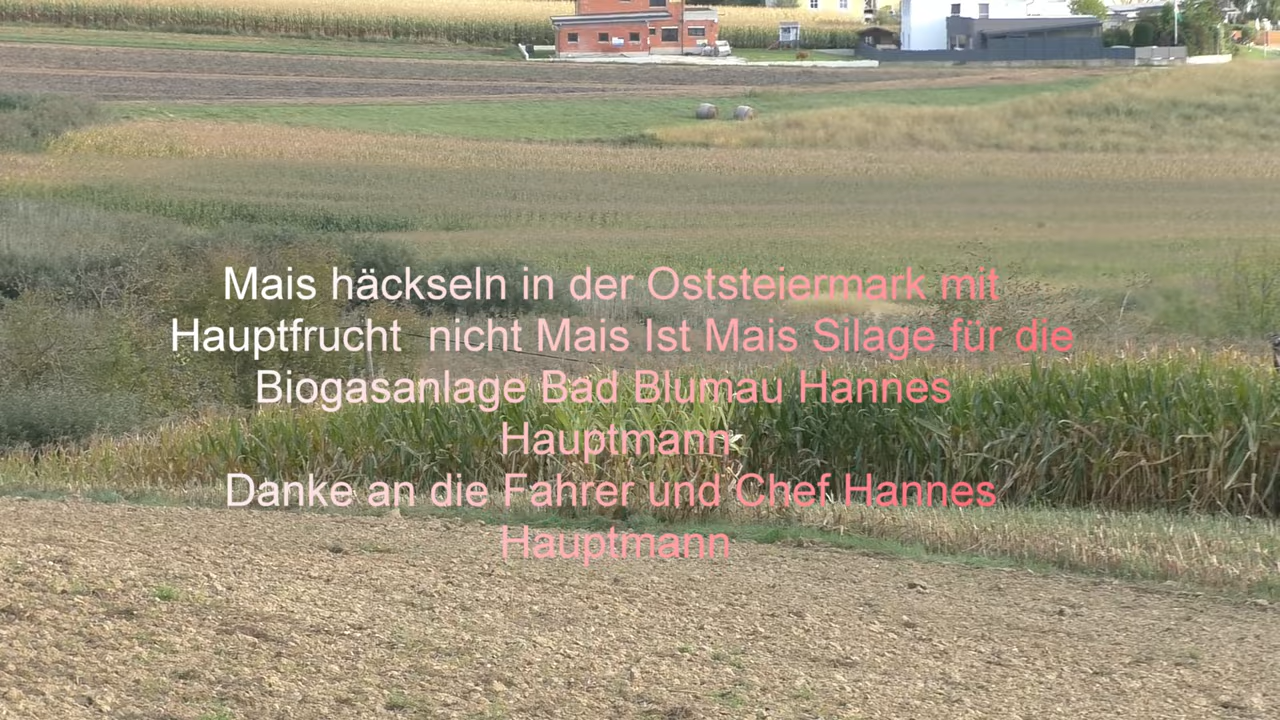 Mais häckseln in der Oststeiermark mit
Hauptfrucht  nicht Mais Ist Mais Silage für die
Biogasanlage Bad Blumau Hannes
Hauptmann
Danke an die Fahrer und Chef Hannes
Hauptmann